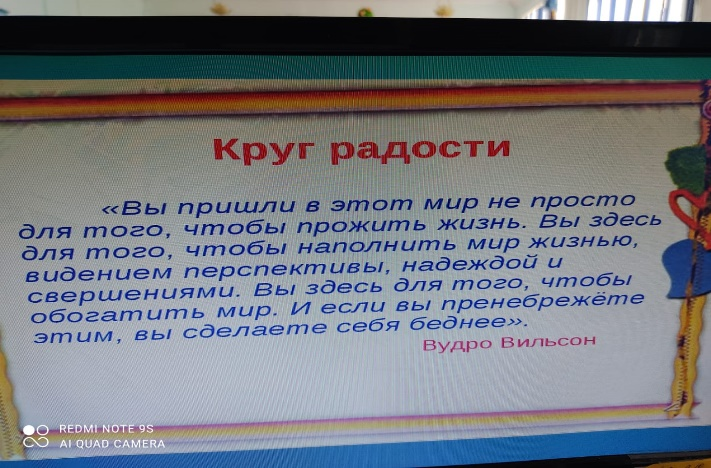 Круг радости
«Вы пришли в этот мир не просто
для того, чтобы прожить жизнь. Вы здесь
для того, чтобы наполнить мир жизнью,
видением перспективы, надеждой и
свершениями. Вы здесь для того, чтобы
обогатить мир. И если вы пренебрежёте
этим, вы сделаете себя беднее».
Вудро Вильсон
REDMI NOTE 9S
AI QUAD CAMERA